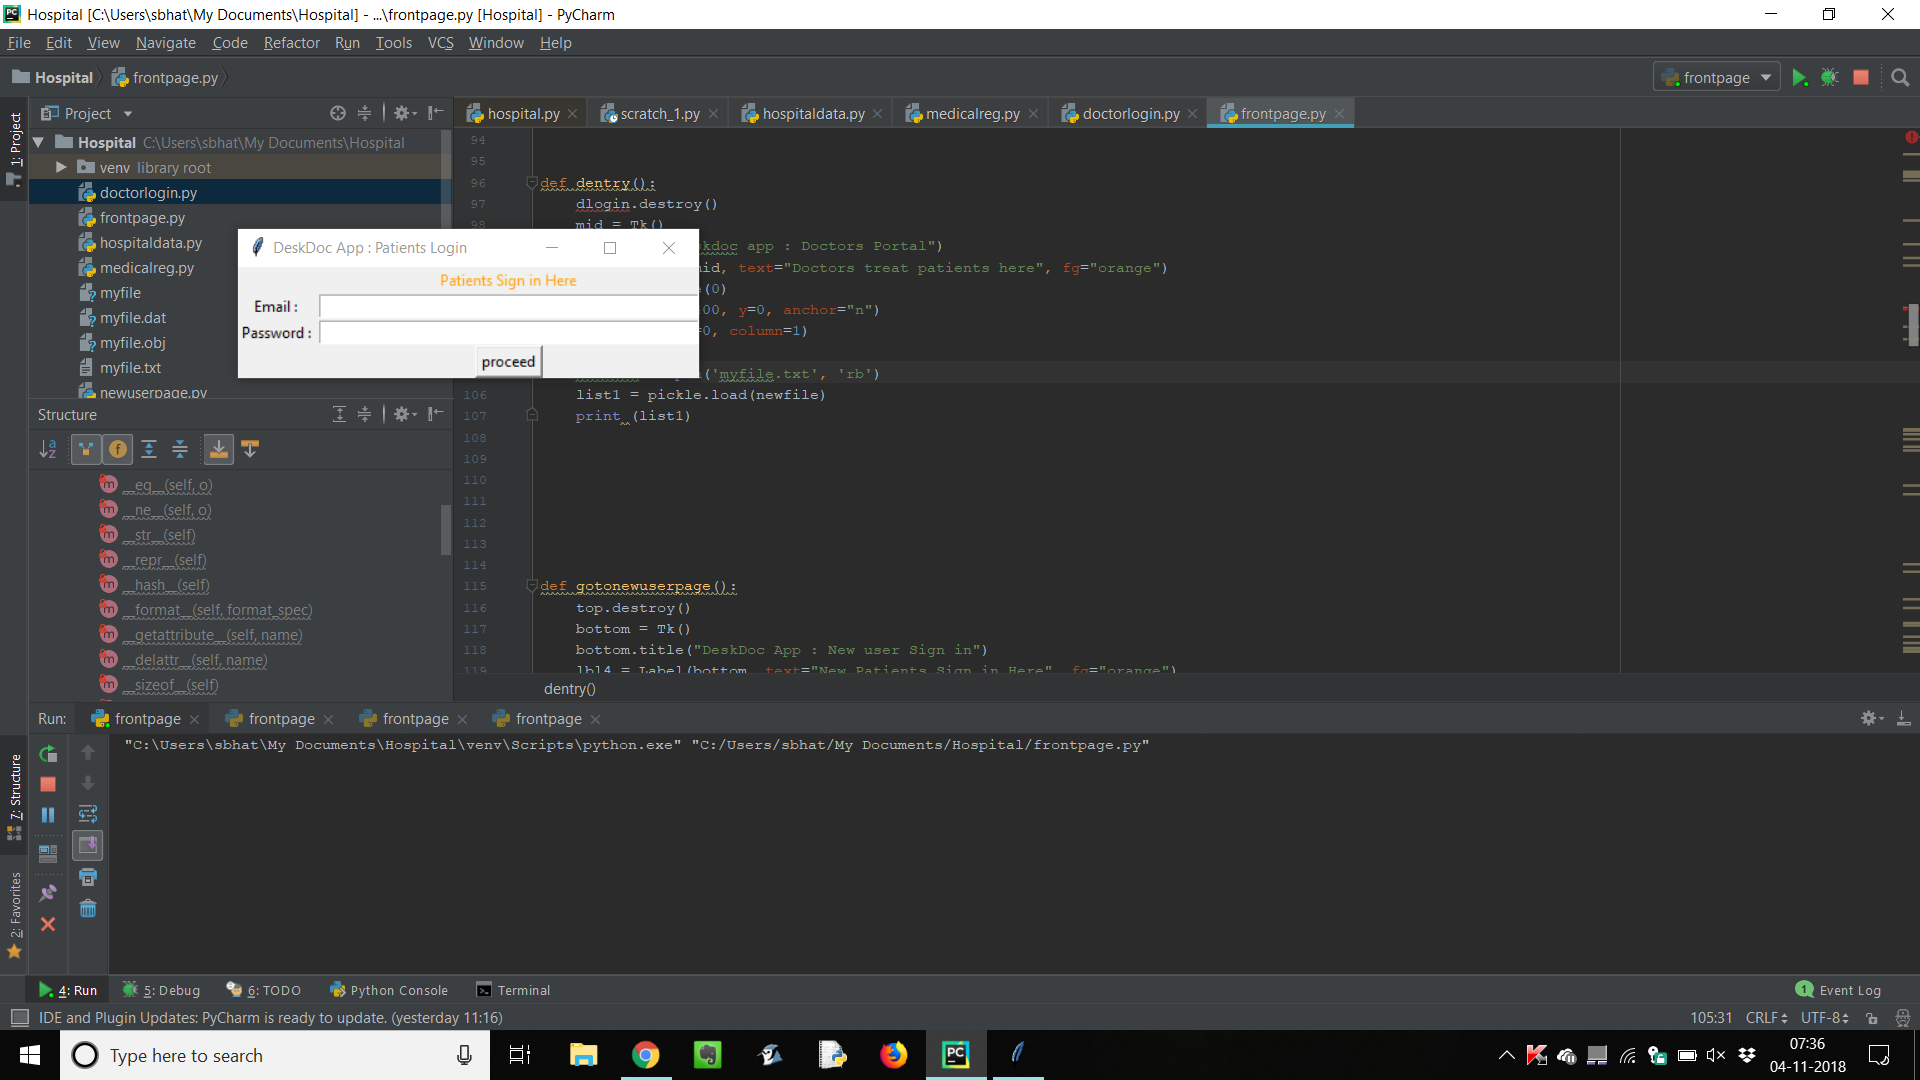 Hospital [C:\Users\sbhat\My Documents\Hospital] - ...\frontpage.py [Hospital] - PyCharm
File Edit View Navigate Code Refactor Run Tools VCS Window Help
Hospital frontpage.py
frontpage
1: Project
Project
hospital.py scratch_1.py hospitaldata.py medicalreg.py doctorlogin.py frontpage.py
Hospital C:\Users\sbhat\My Documents\Hospital
venv library root
doctorlogin.py
frontpage.py
hospitaldata.py
medicalreg.py
myfile
myfile.dat
myfile.obj
myfile.txt
newuserpage.py
94
95
96 def dentry():
97 dlogin.destroy()
98 mid = Tk()
skdoc app : Doctors Portal")
mid, text="Doctors treat patients here", fg="orange")
(0)
00, y=0, anchor="n")
=0, column=1)
('myfile.txt', 'rb')
106 list1 = pickle.load(newfile)
107 print (list1)
108
109
110
111
112
113
114
115 def gotonewuserpage():
116 top.destroy()
117 bottom = Tk()
118 bottom.title("DeskDoc App : New user Sign in")
119 lbl4 = Label(bottom, text="New Patients Sign in Here", fg="orange")
dentry()
DeskDoc App : Patients Login
Patients Sign in Here
Email :
Password :
proceed
Structure
__eq__(self, o)
__ne__(self, o)
__str__(self)
__repr__(self)
__hash__(self)
__format__(self, format_spec)
__getattribute__(self, name)
__delattr__(self, name)
__sizeof__(self)
Run: frontpage frontpage frontpage frontpage
"C:\Users\sbhat\My Documents\Hospital\venv\Scripts\python.exe" "C:/Users/sbhat/My Documents/Hospital/frontpage.py"
7: Structure
2: Favorites
4: Run 5: Debug 6: TODO Python Console Terminal
1 Event Log
IDE and Plugin Updates: PyCharm is ready to update. (yesterday 11:16)
105:31 CRLF UTF-8
Type here to search
07:36
04-11-2018